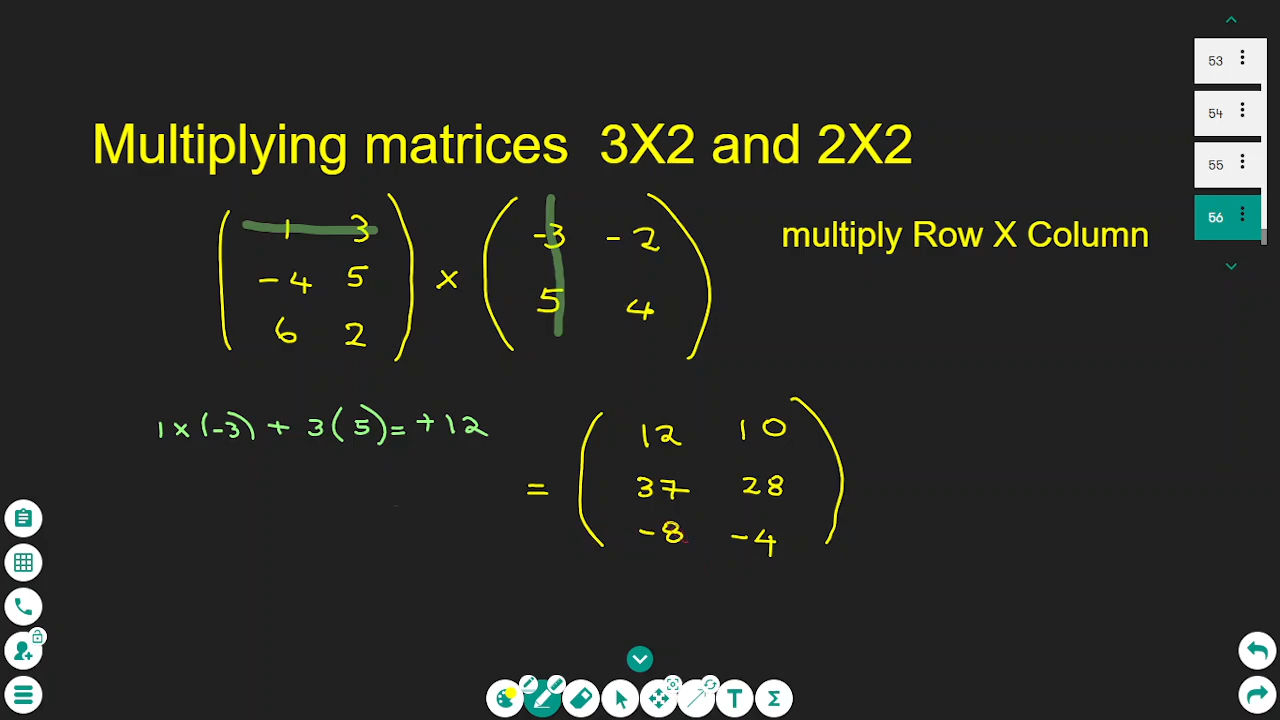 53
54
55
56
Multiplying matrices 3X2 and 2X2
multiply Row X Column
( 1 3 ) ( -3 -2 )
( -4 5 ) × ( 5 4 )
( 6 2 )
1×(-3) + 3(5) = +12
( 12 10 )
= ( 37 28 )
( -8 -4 )
T
Σ